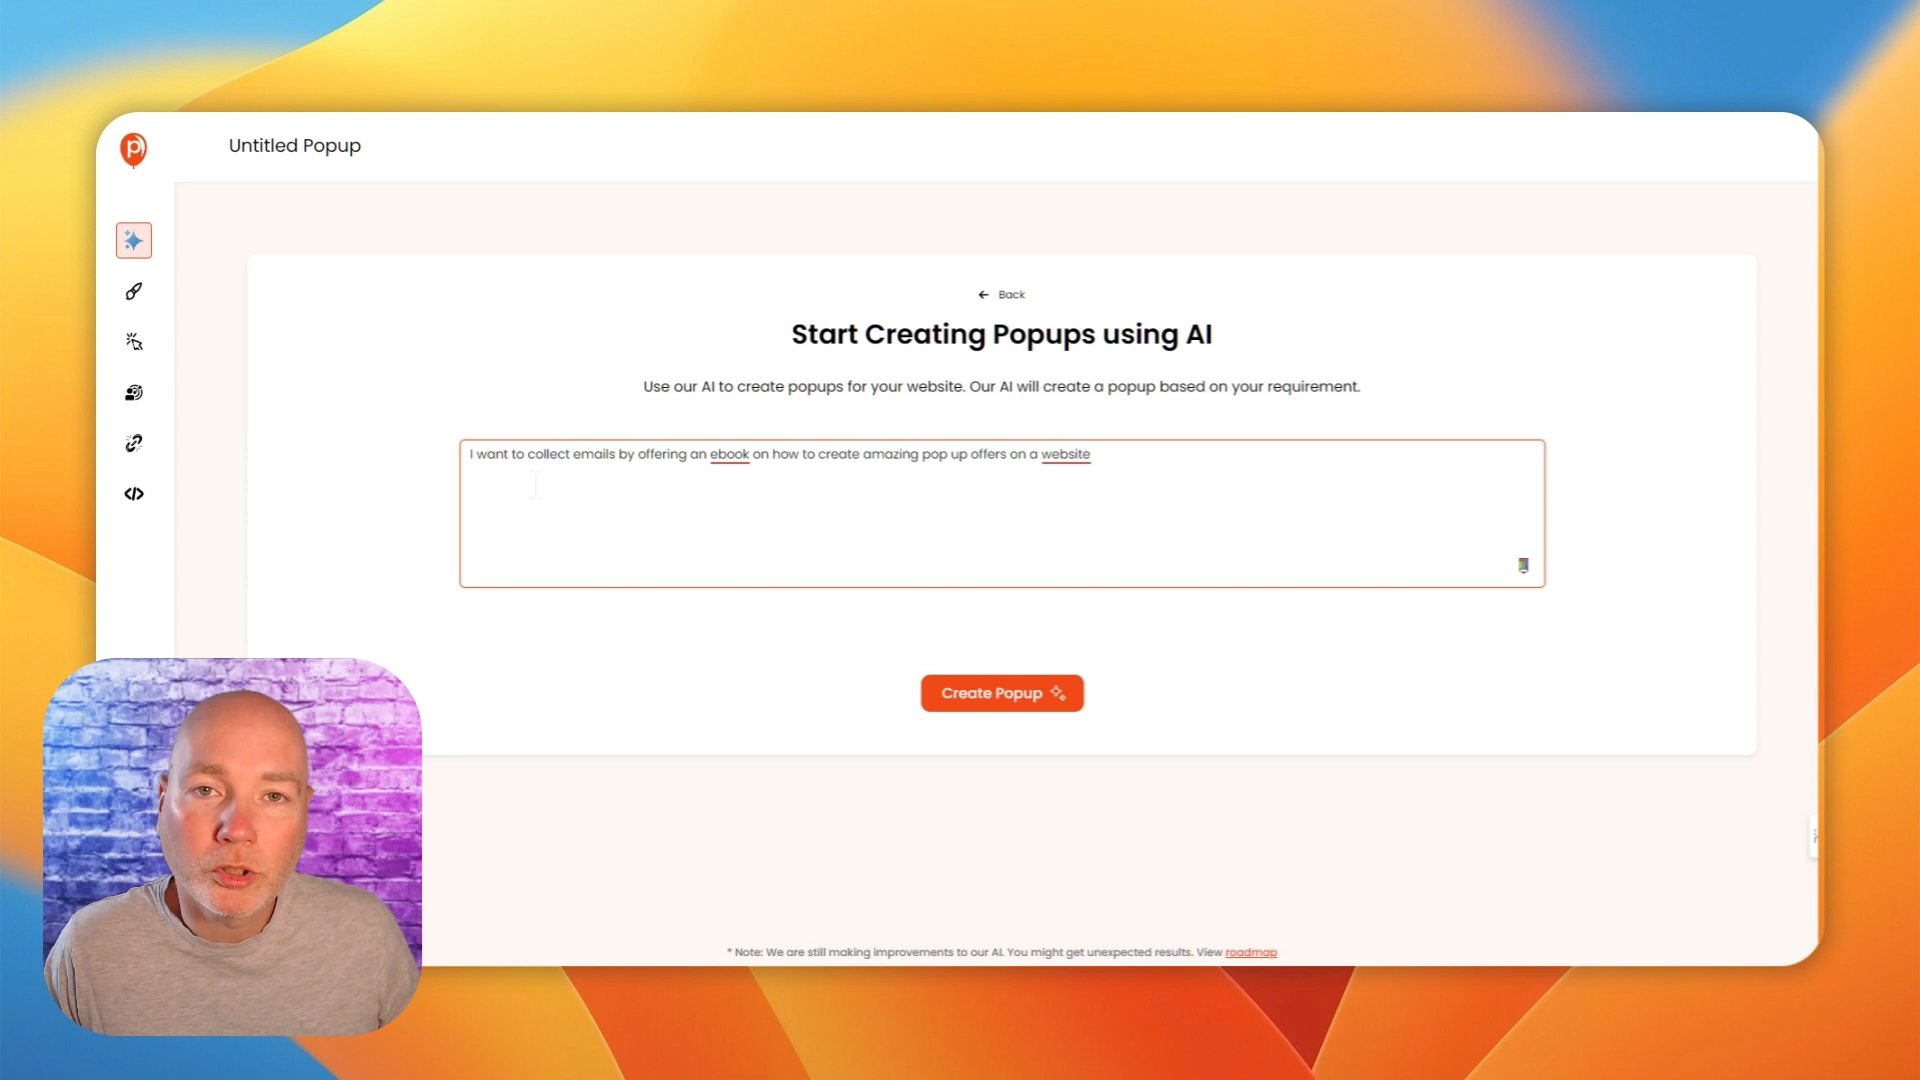 Untitled Popup
Back
Start Creating Popups using AI
Use our AI to create popups for your website. Our AI will create a popup based on your requirement.
I want to collect emails by offering an ebook on how to create amazing pop up offers on a website
Create Popup
* Note: We are still making improvements to our AI. You might get unexpected results. View roadmap